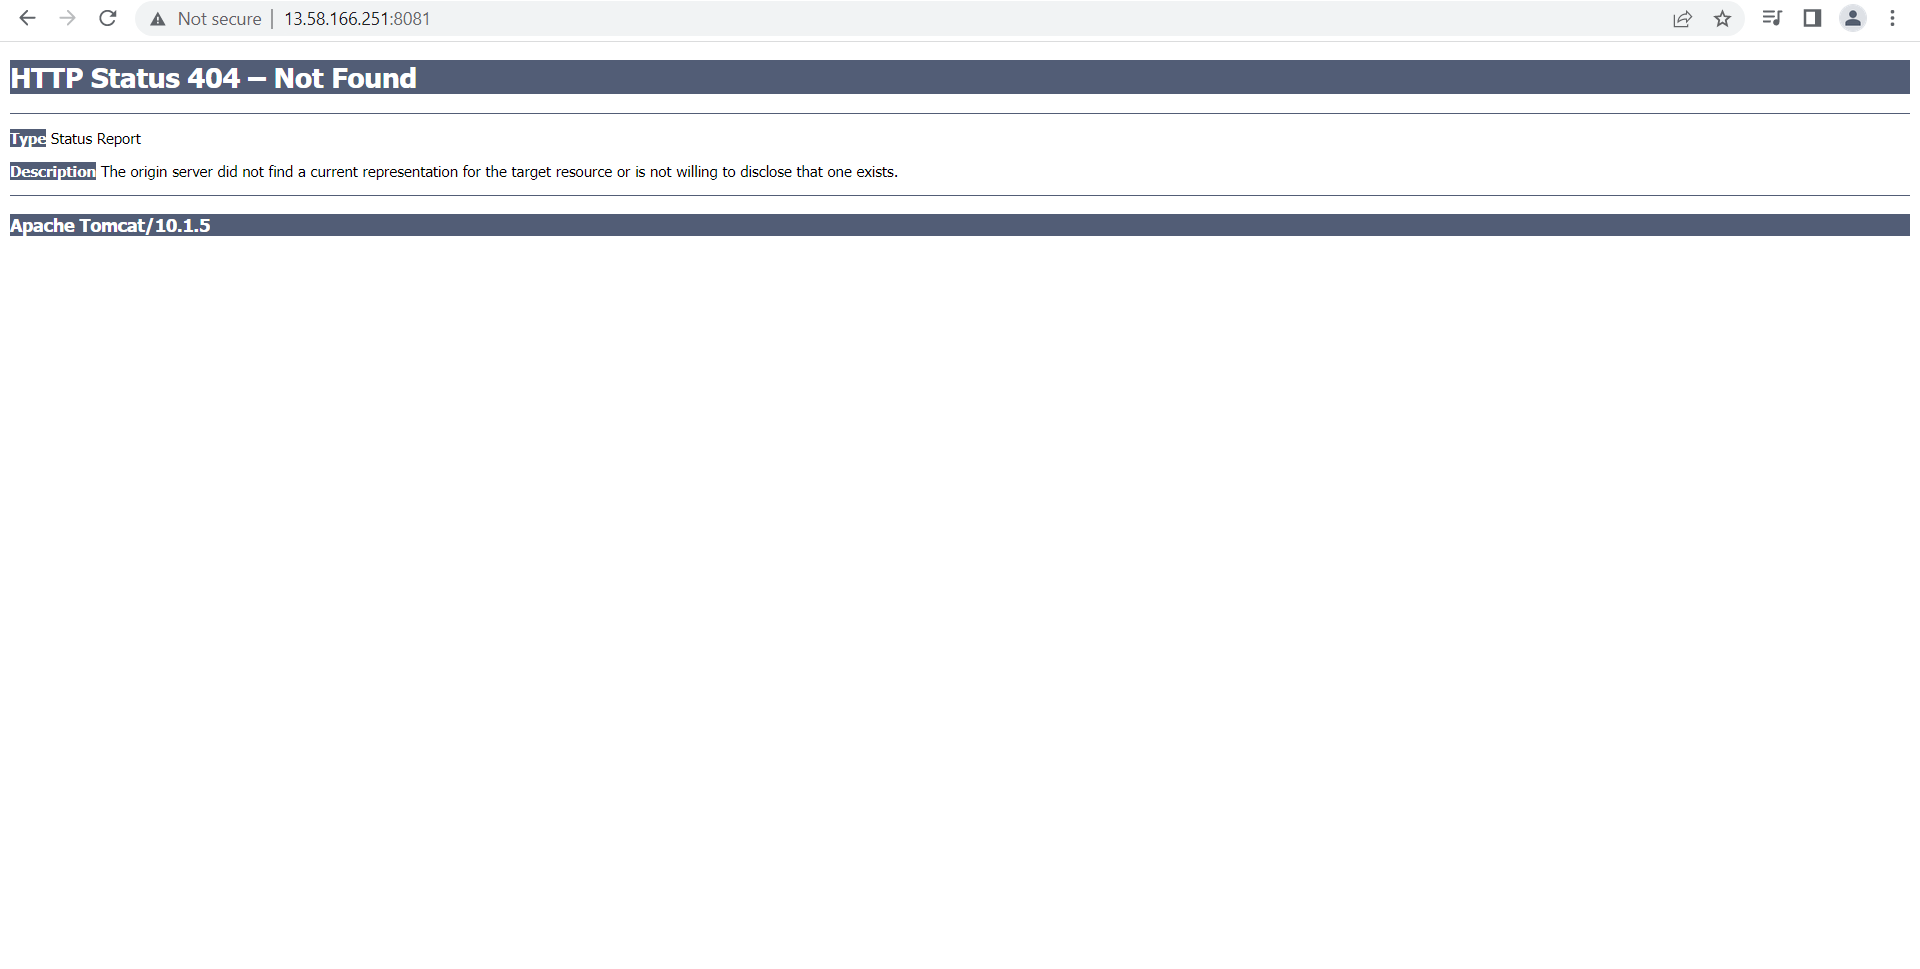 Not secure | 13.58.166.251:8081
HTTP Status 404 – Not Found
Type Status Report
Description The origin server did not find a current representation for the target resource or is not willing to disclose that one exists.
Apache Tomcat/10.1.5